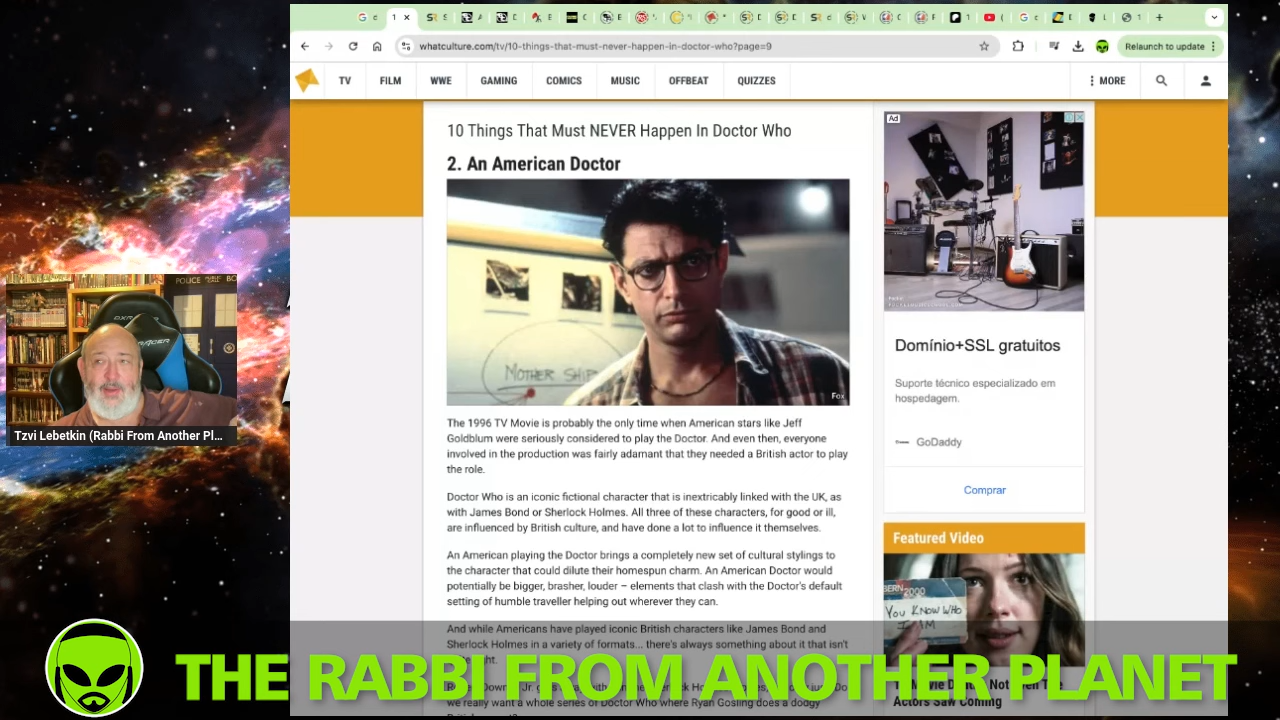 whatculture.com/tv/10-things-that-must-never-happen-in-doctor-who?page=9
Relaunch to update
TV
FILM
WWE
GAMING
COMICS
MUSIC
OFFBEAT
QUIZZES
MORE
10 Things That Must NEVER Happen In Doctor Who
2. An American Doctor
MOTHER SHIP
Fox
The 1996 TV Movie is probably the only time when American stars like Jeff
Goldblum were seriously considered to play the Doctor. And even then, everyone
involved in the production was fairly adamant that they needed a British actor to play
the role.
Doctor Who is an iconic fictional character that is inextricably linked with the UK, as
with James Bond or Sherlock Holmes. All three of these characters, for good or ill,
are influenced by British culture, and have done a lot to influence it themselves.
An American playing the Doctor brings a completely new set of cultural stylings to
the character that could dilute their homespun charm. An American Doctor would
potentially be bigger, brasher, louder – elements that clash with the Doctor's default
setting of humble traveller helping out wherever they can.
And while Americans have played iconic British characters like James Bond and
Sherlock Holmes in a variety of formats... there's always something about it that isn't
we really want a whole series of Doctor Who where Ryan Gosling does a dodgy
Ad
Domínio+SSL gratuitos
Suporte técnico especializado em
hospedagem.
GoDaddy
Comprar
Featured Video
BERN 2000
YOU KNOW WHO
I AM
Actors Saw Coming
POLICE
BO
DXRACER
Tzvi Lebetkin (Rabbi From Another Pl...
THE RABBI FROM ANOTHER PLANET